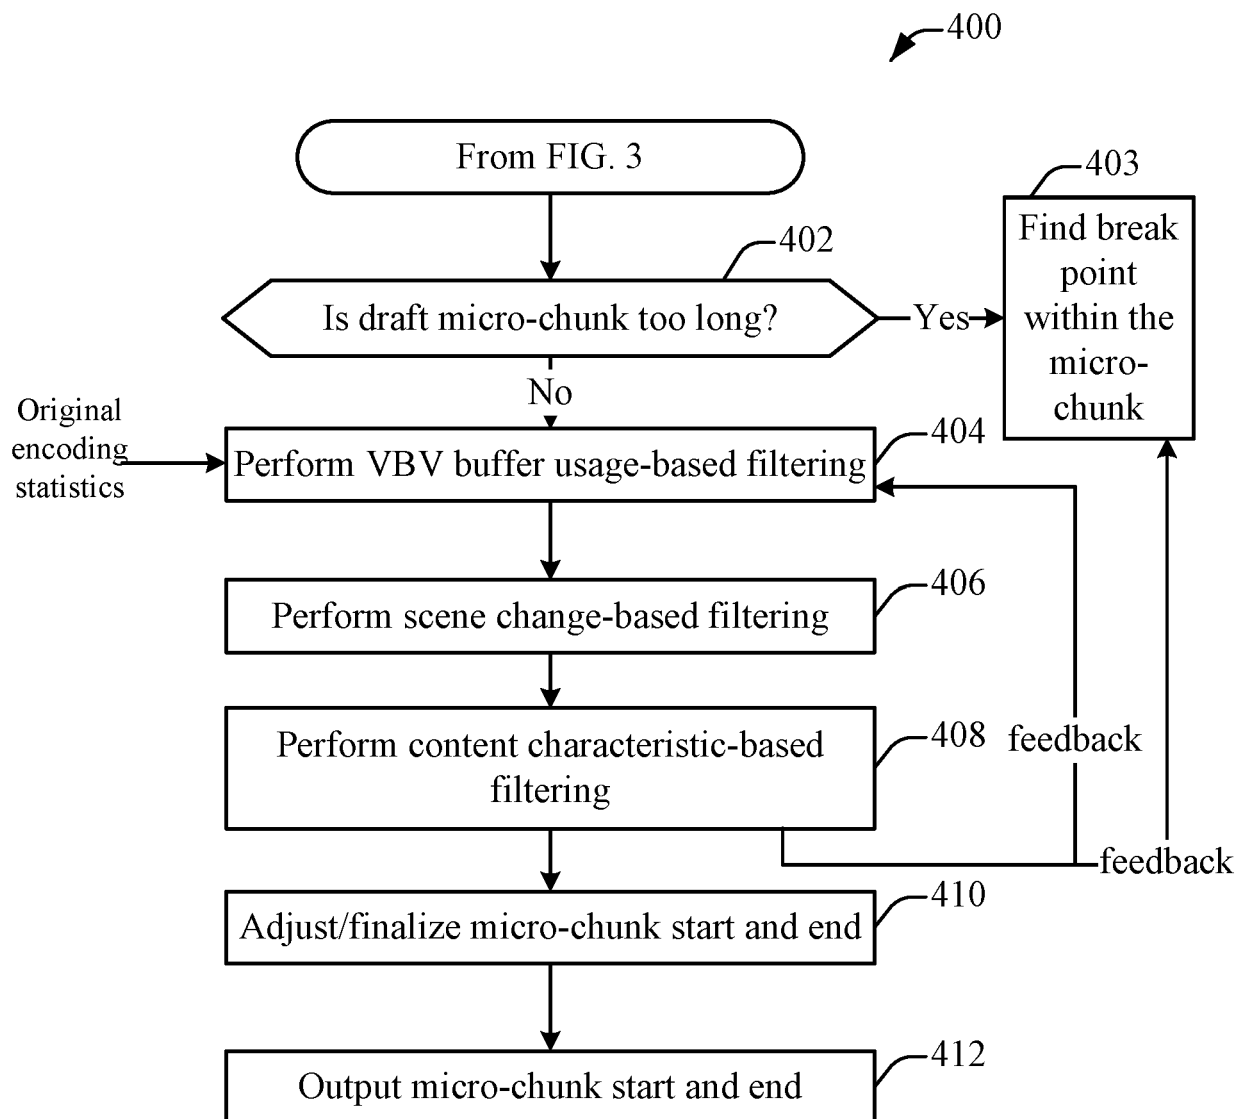 400
From FIG. 3
403
Find break
point
within the
micro-
chunk
402
Is draft micro-chunk too long?
Yes
No
Original
encoding
statistics
404
Perform VBV buffer usage-based filtering
406
Perform scene change-based filtering
408
Perform content characteristic-based
filtering
feedback
feedback
410
Adjust/finalize micro-chunk start and end
412
Output micro-chunk start and end